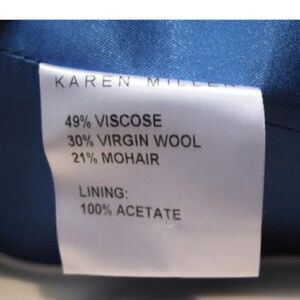 KAREN MILLEN
49% VISCOSE
30% VIRGIN WOOL
21% MOHAIR
LINING:
100% ACETATE